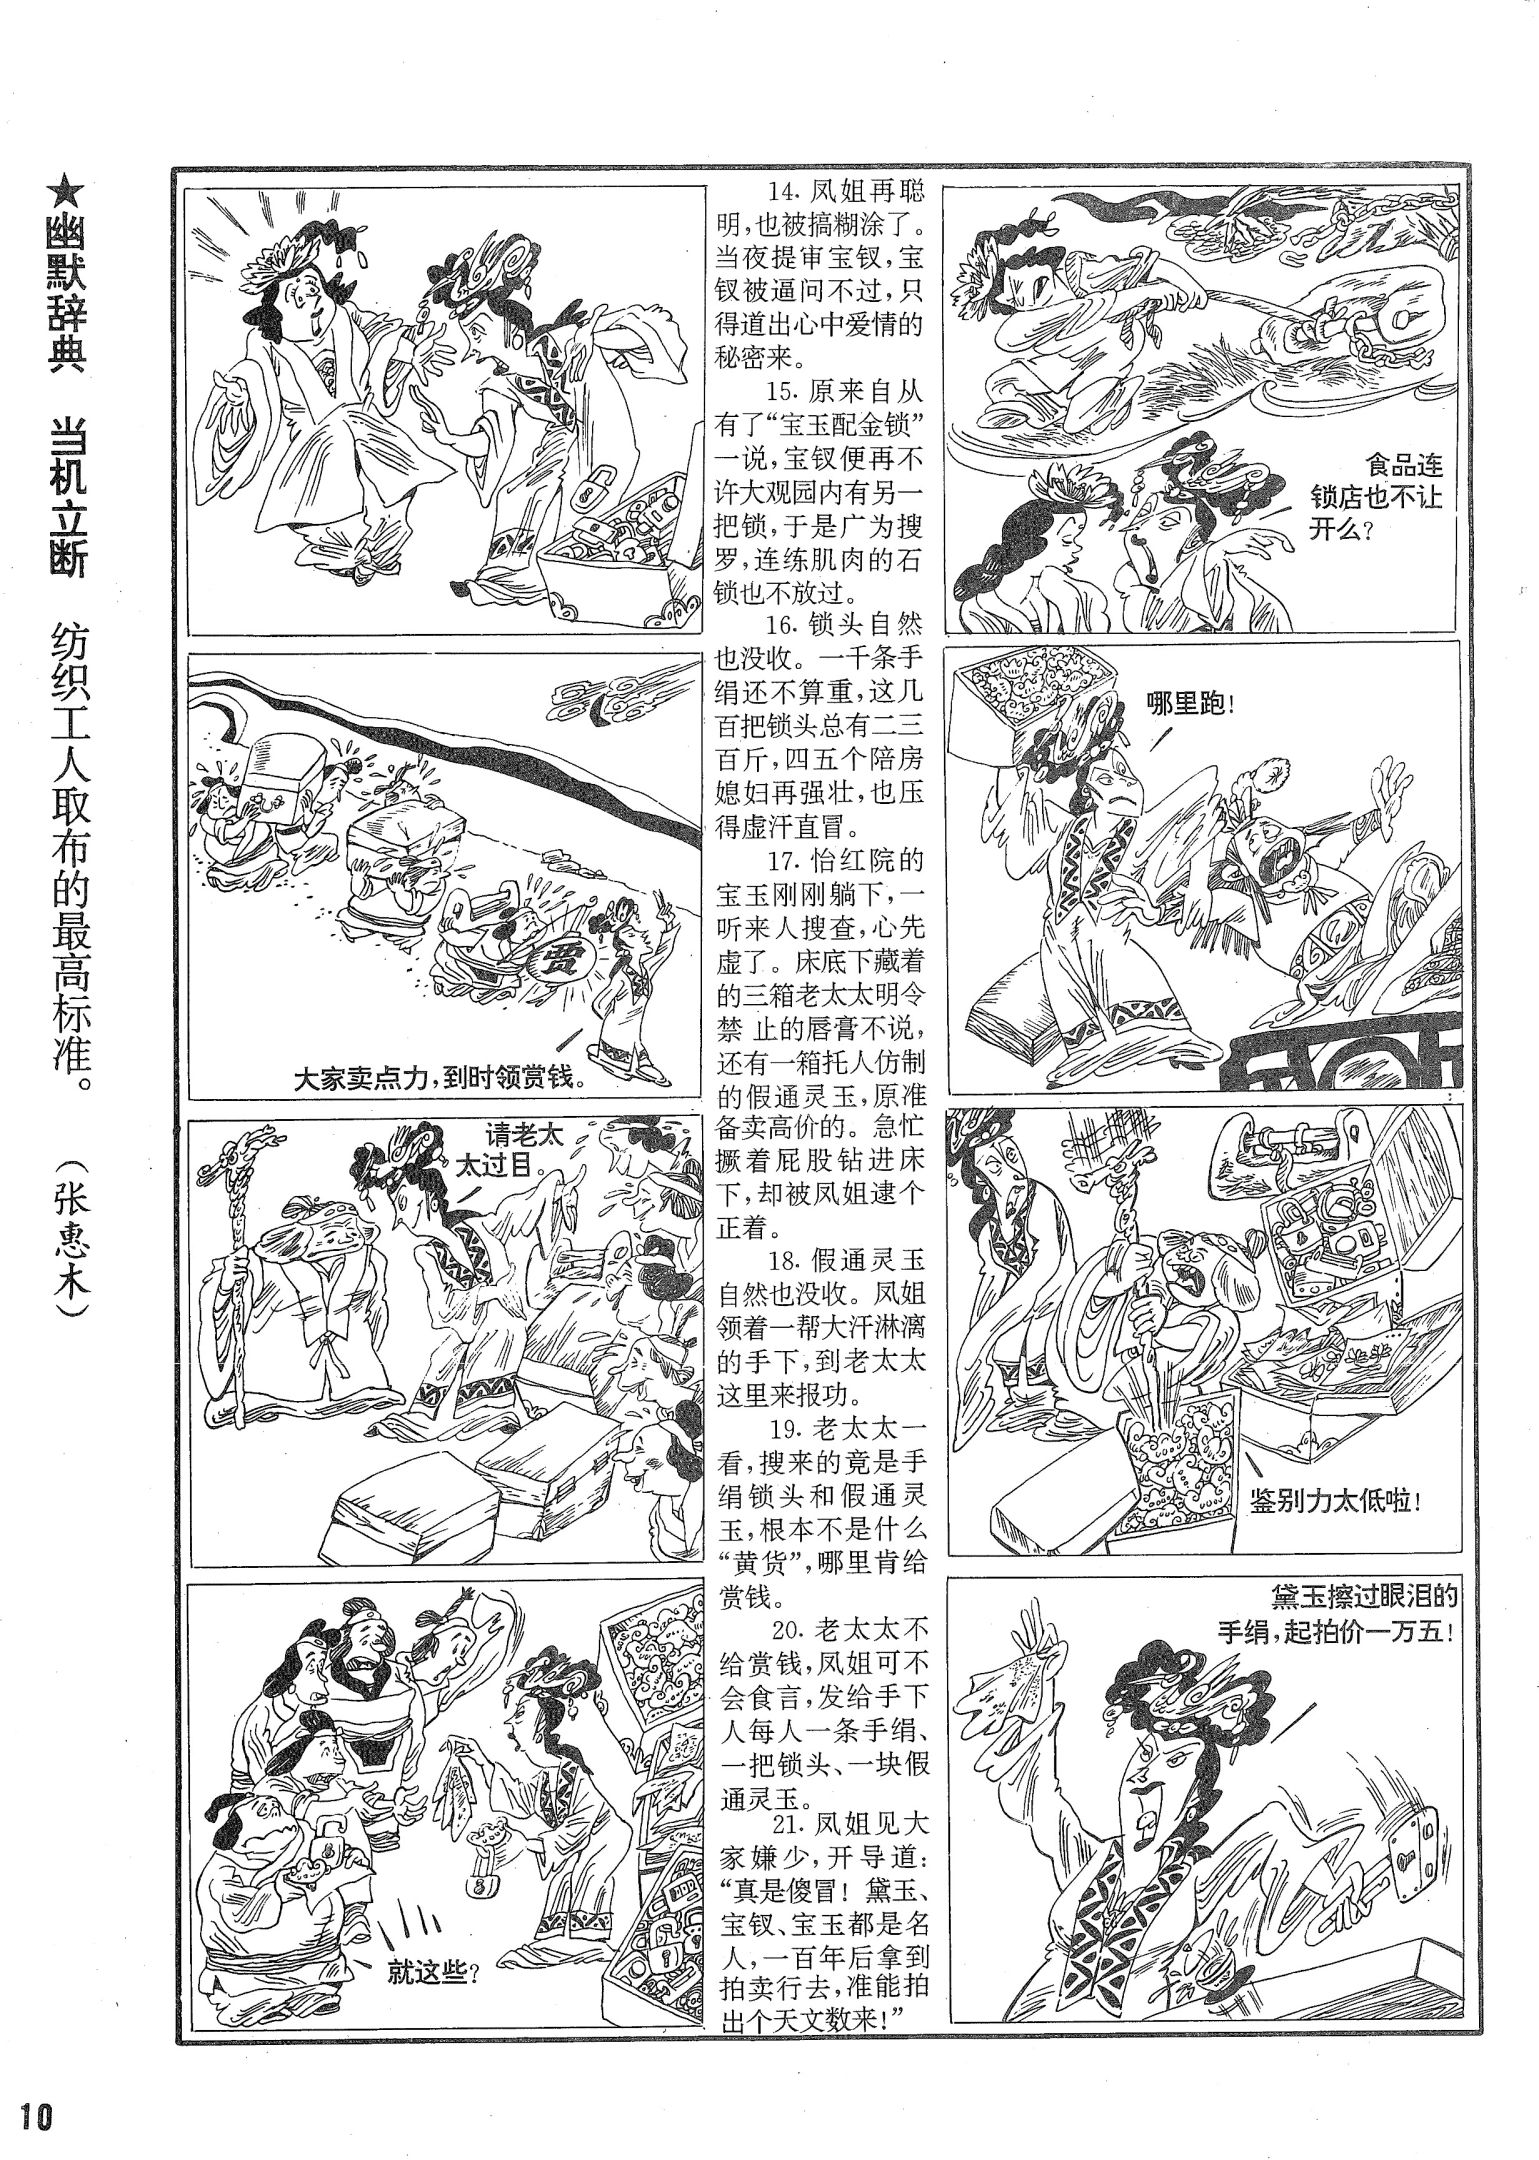 ★幽默辞典　当机立断　纺织工人取布的最高标准。　（张惠木）
14. 凤姐再聪
明，也被搞糊涂了。
当夜提审宝钗，宝
钗被逼问不过，只
得道出心中爱情的
秘密来。
15. 原来自从
有了“宝玉配金锁”
一说，宝钗便再不
许大观园内有另一
把锁，于是广为搜
罗，连练肌肉的石
锁也不放过。
16. 锁头自然
也没收。一千条手
绢还不算重，这几
百把锁头总有二三
百斤，四五个陪房
媳妇再强壮，也压
得虚汗直冒。
17. 怡红院的
宝玉刚刚躺下，一
听来人搜查，心先
虚了。床底下藏着
的三箱老太太明令
禁 止的唇膏不说，
还有一箱托人仿制
的假通灵玉，原准
备卖高价的。急忙
撅着屁股钻进床
下，却被凤姐逮个
正着。
18. 假通灵玉
自然也没收。凤姐
领着一帮大汗淋漓
的手下，到老太太
这里来报功。
19. 老太太一
看，搜来的竟是手
绢锁头和假通灵
玉，根本不是什么
“黄货”，哪里肯给
赏钱。
20. 老太太不
给赏钱，凤姐可不
会食言，发给手下
人每人一条手绢、
一把锁头、一块假
通灵玉。
21. 凤姐见大
家嫌少，开导道：
“真是傻冒！黛玉、
宝钗、宝玉都是名
人，一百年后拿到
拍卖行去，准能拍
出个天文数来！”
食品连
锁店也不让
开么？
贾
大家卖点力，到时领赏钱。
哪里跑！
请老太
太过目。
鉴别力太低啦！
就这些？
黛玉擦过眼泪的
手绢，起拍价一万五！
10